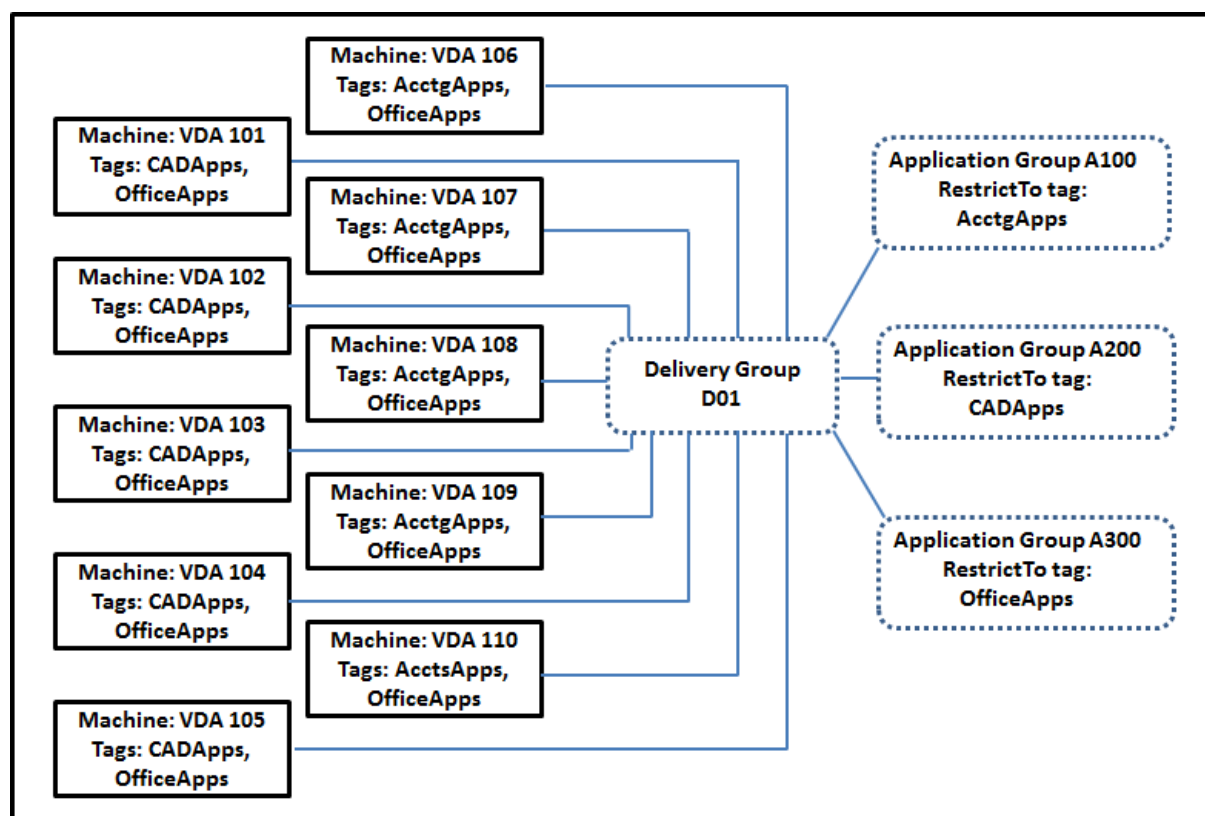 Machine: VDA 106
Tags: AcctgApps,
OfficeApps
Machine: VDA 101
Tags: CADApps,
OfficeApps
Machine: VDA 107
Tags: AcctgApps,
OfficeApps
Machine: VDA 102
Tags: CADApps,
OfficeApps
Machine: VDA 108
Tags: AcctgApps,
OfficeApps
Machine: VDA 103
Tags: CADApps,
OfficeApps
Machine: VDA 109
Tags: AcctgApps,
OfficeApps
Machine: VDA 104
Tags: CADApps,
OfficeApps
Machine: VDA 110
Tags: AcctsApps,
OfficeApps
Machine: VDA 105
Tags: CADApps,
OfficeApps
Delivery Group
D01
Application Group A100
RestrictTo tag:
AcctgApps
Application Group A200
RestrictTo tag:
CADApps
Application Group A300
RestrictTo tag:
OfficeApps